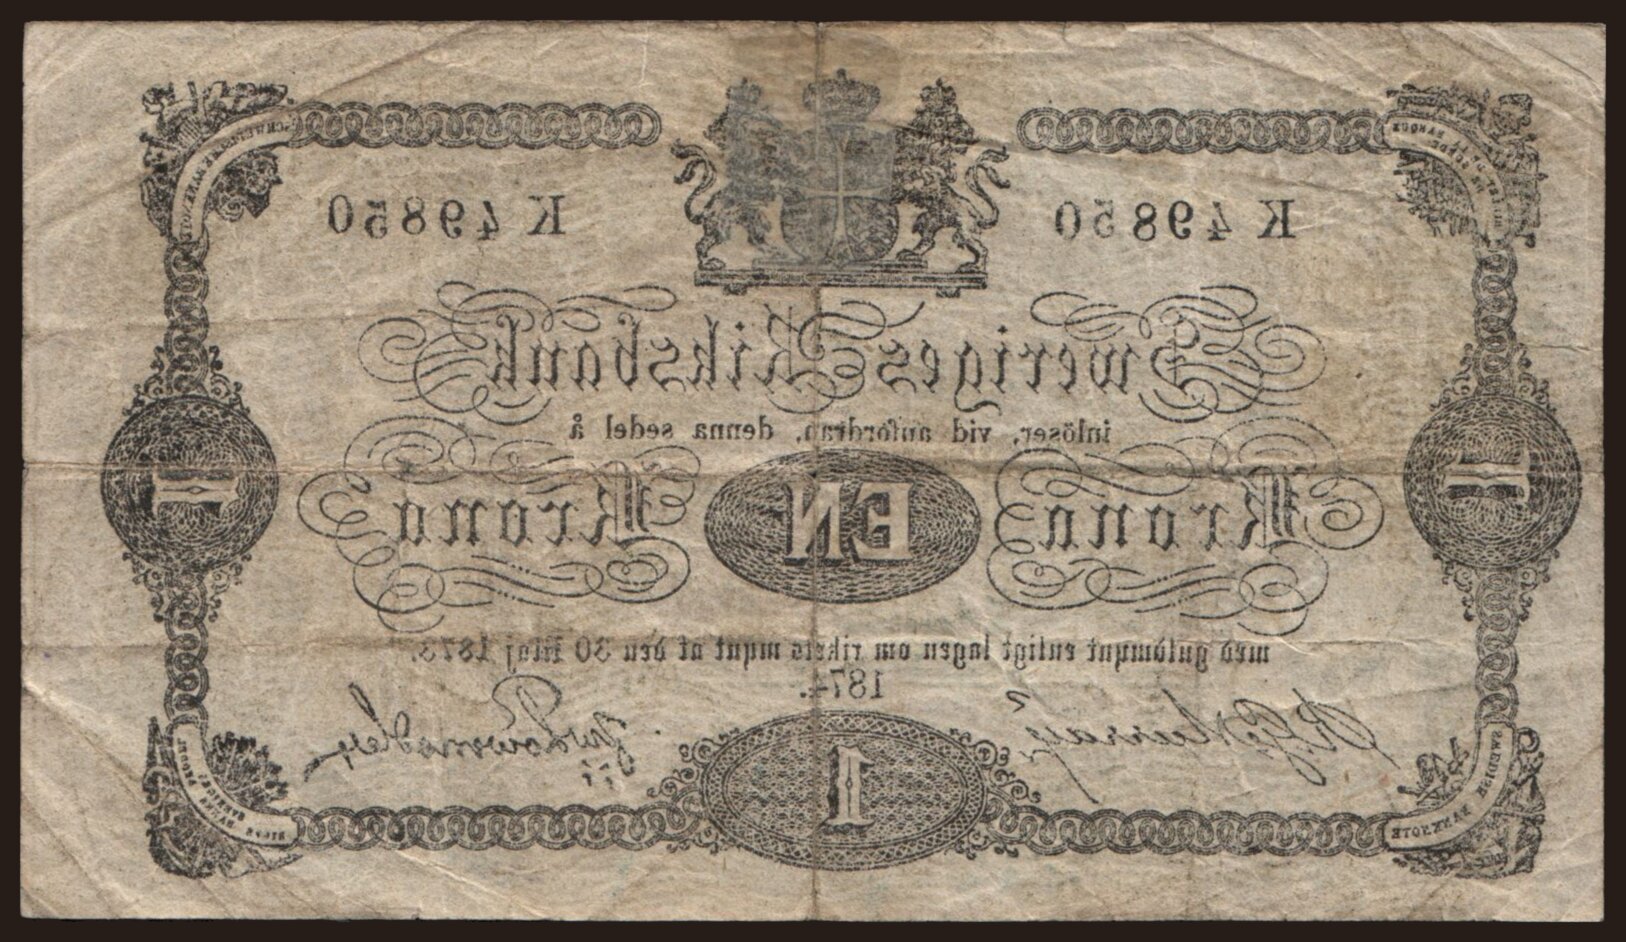 K 49850
K 49850
Sweriges Riksbank
inlöser, vid anfordran, denna sedel å
1
EN
1
Krona
Krona
med guldmynt enligt lagen om rikets mynt af den 30 Maj 1873.
1874.
1